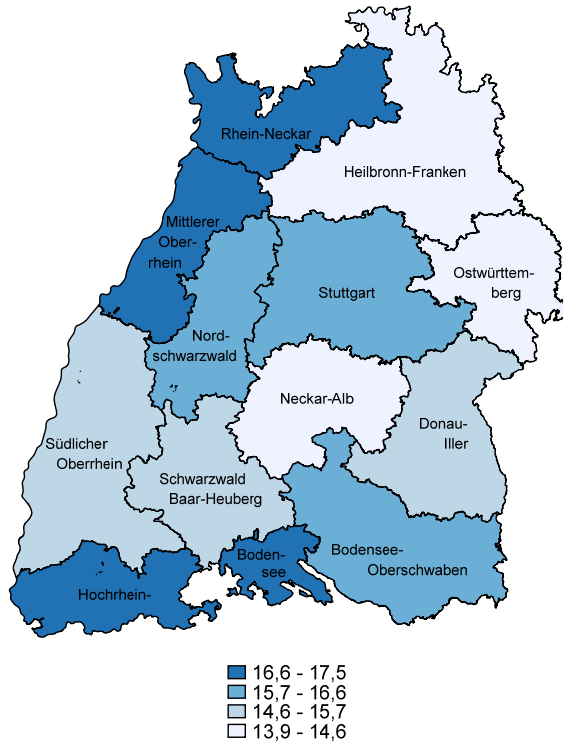 Rhein-Neckar
Heilbronn-Franken
Mittlerer
Ober-
rhein
Ostwürttem-
berg
Stuttgart
Nord-
schwarzwald
Neckar-Alb
Donau-
Iller
Südlicher
Oberrhein
Schwarzwald
Baar-Heuberg
Boden-
see
Bodensee-
Oberschwaben
Hochrhein-
16,6 - 17,5
15,7 - 16,6
14,6 - 15,7
13,9 - 14,6